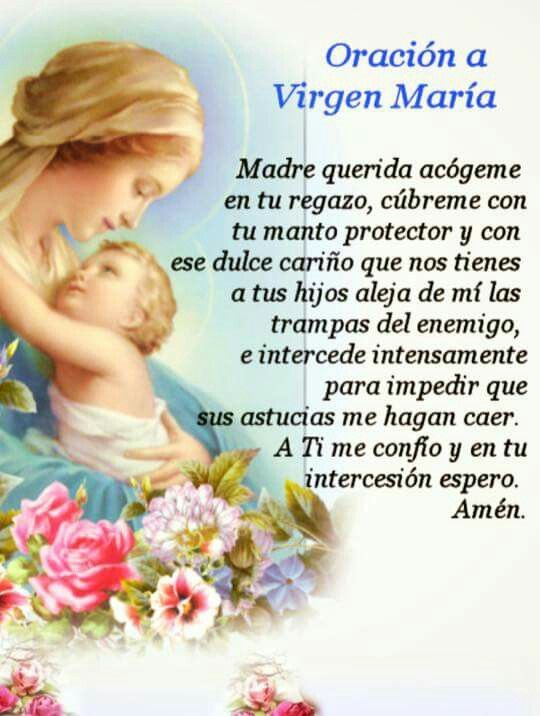 Oración a
Virgen María
Madre querida acógeme
en tu regazo, cúbreme con
tu manto protector y con
ese dulce cariño que nos tienes
a tus hijos aleja de mí las
trampas del enemigo,
e intercede intensamente
para impedir que
sus astucias me hagan caer.
A Ti me confío y en tu
intercesión espero.
Amén.